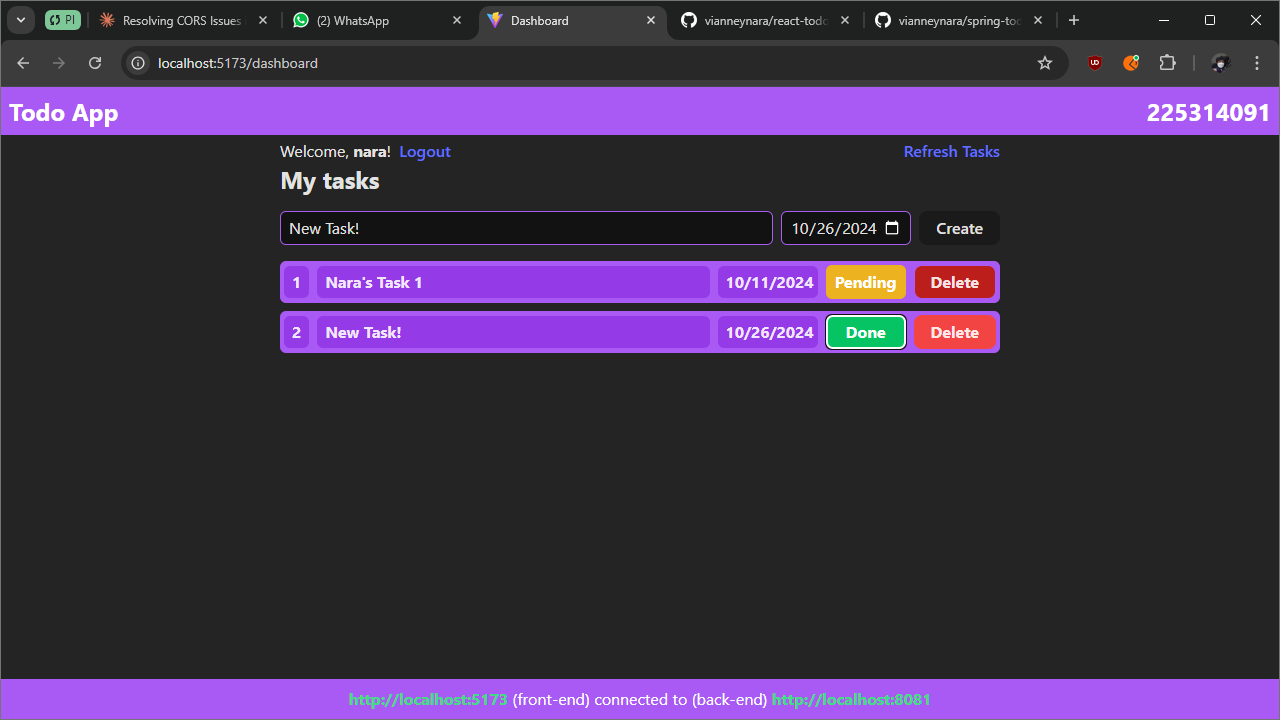 PI
Resolving CORS Issues
(2) WhatsApp
Dashboard
vianneynara/react-todo
vianneynara/spring-to
localhost:5173/dashboard
Todo App
225314091
Welcome, nara! Logout
Refresh Tasks
My tasks
New Task!
10/26/2024
Create
1 Nara's Task 1 10/11/2024 Pending Delete
2 New Task! 10/26/2024 Done Delete
http://localhost:5173 (front-end) connected to (back-end) http://localhost:8081